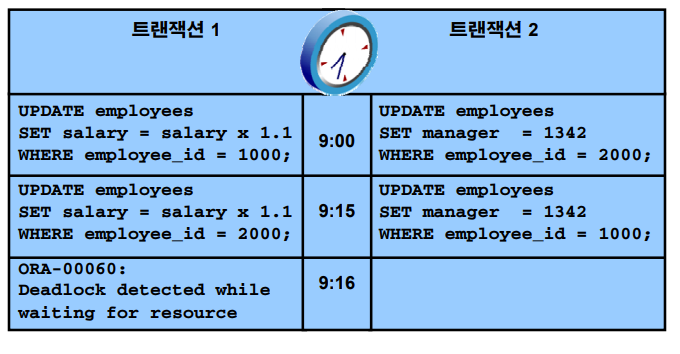 트랜잭션 1
트랜잭션 2
UPDATE employees
SET salary = salary x 1.1
WHERE employee_id = 1000;
9:00
UPDATE employees
SET manager  = 1342
WHERE employee_id = 2000;
UPDATE employees
SET salary = salary x 1.1
WHERE employee_id = 2000;
9:15
UPDATE employees
SET manager  = 1342
WHERE employee_id = 1000;
ORA-00060:
Deadlock detected while
waiting for resource
9:16